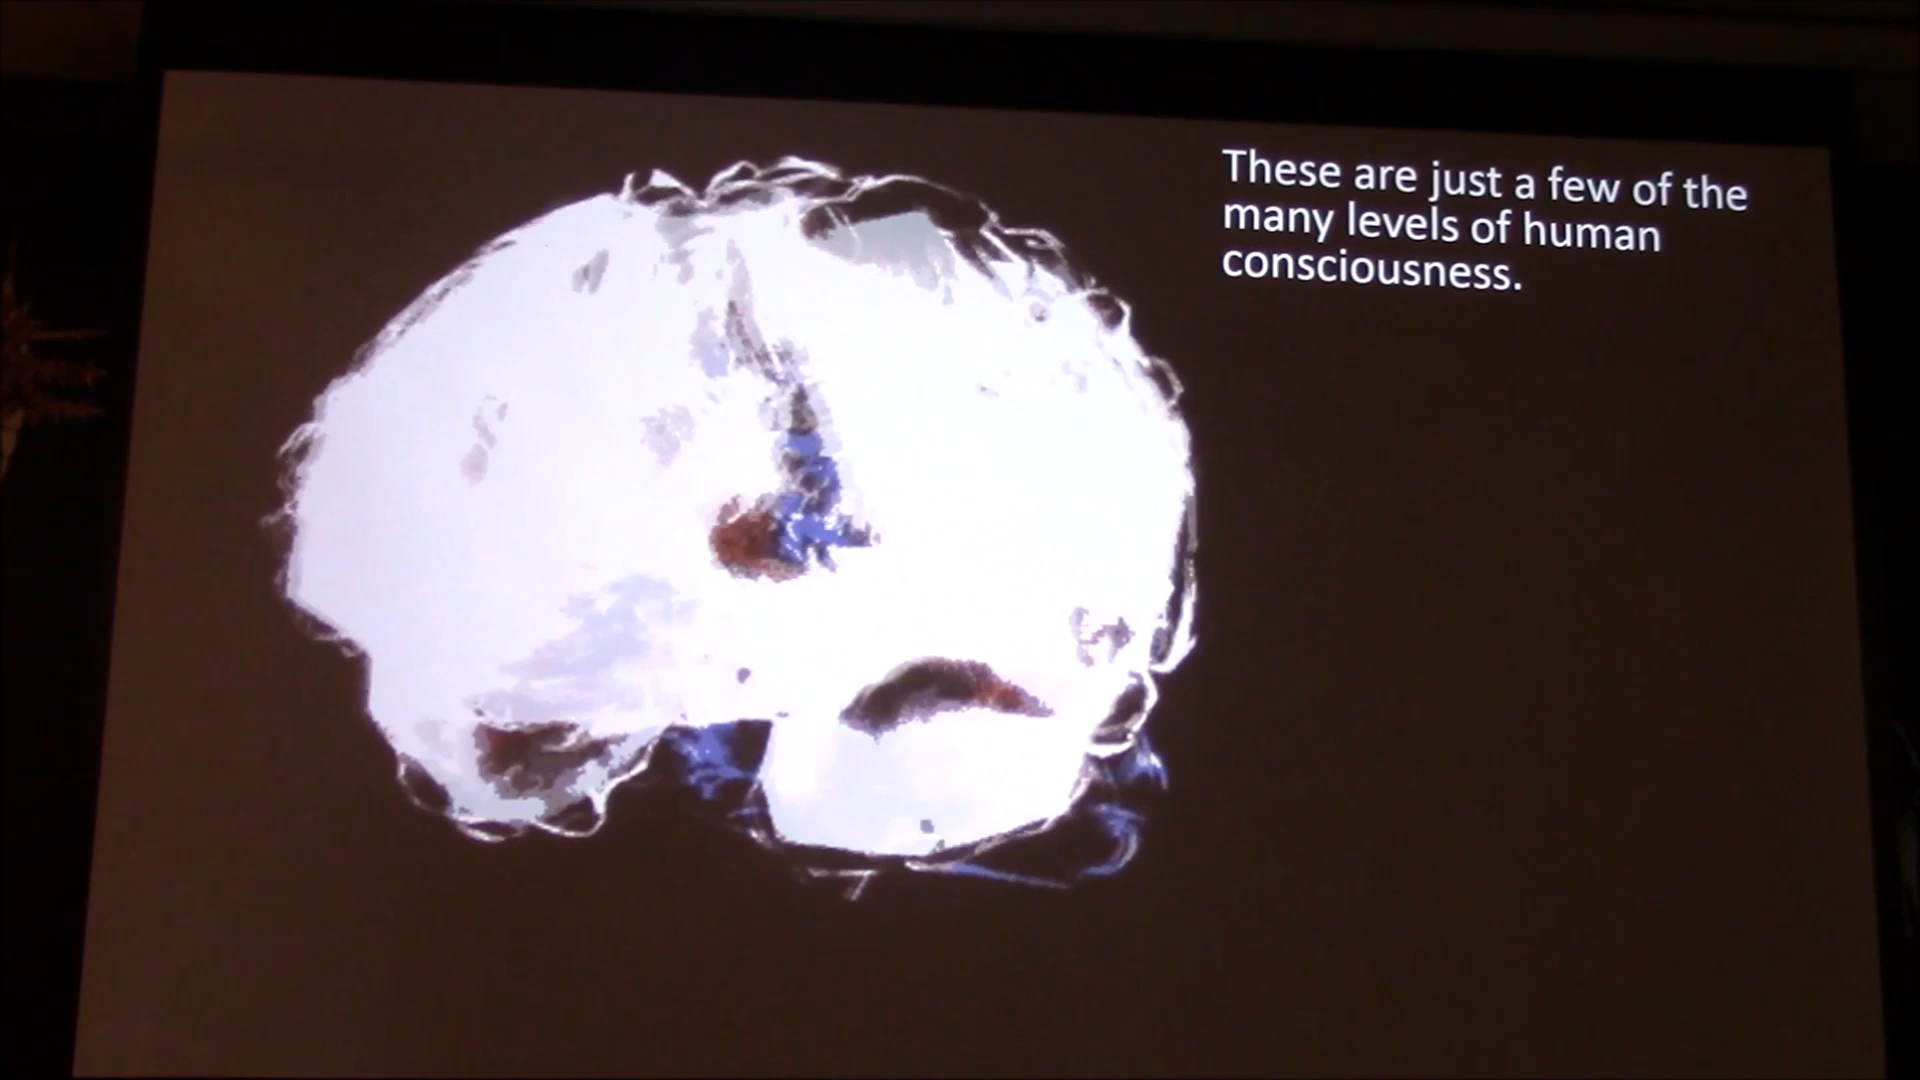 These are just a few of the
many levels of human
consciousness.